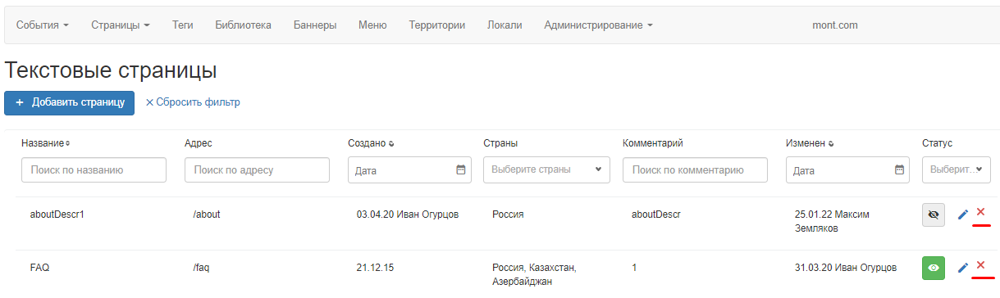 События Страницы Теги Библиотека Баннеры Меню Территории Локали Администрирование mont.com
Текстовые страницы
+ Добавить страницу × Сбросить фильтр
Название Адрес Создано Страны Комментарий Изменен Статус
Поиск по названию Поиск по адресу Дата Выберите страны Поиск по комментарию Дата Выберит...
aboutDescr1 /about 03.04.20 Иван Огурцов Россия aboutDescr 25.01.22 Максим
Земляков
FAQ /faq 21.12.15 Россия, Казахстан, 1 31.03.20 Иван Огурцов
Азербайджан